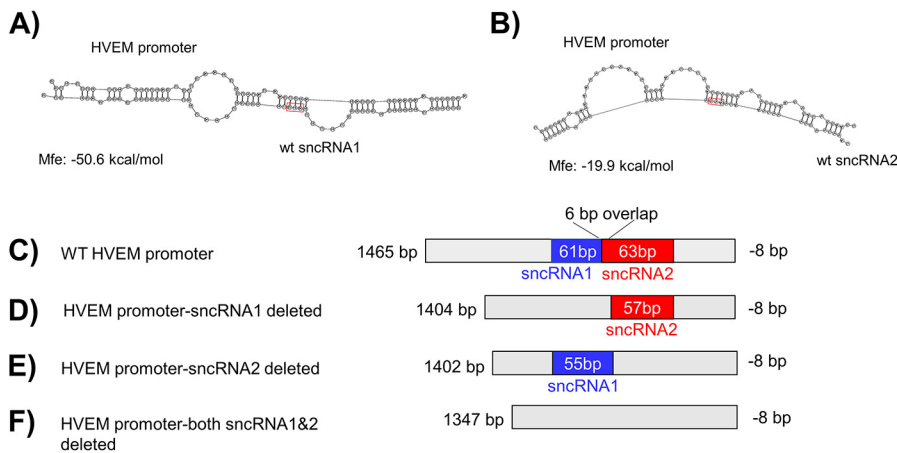 A)
HVEM promoter
wt sncRNA1
Mfe: -50.6 kcal/mol
B)
HVEM promoter
wt sncRNA2
Mfe: -19.9 kcal/mol
6 bp overlap
C)
WT HVEM promoter
1465 bp
61bp
63bp
-8 bp
sncRNA1
sncRNA2
D)
HVEM promoter-sncRNA1 deleted
1404 bp
57bp
-8 bp
sncRNA2
E)
HVEM promoter-sncRNA2 deleted
1402 bp
55bp
-8 bp
sncRNA1
F)
HVEM promoter-both sncRNA1&2
deleted
1347 bp
-8 bp